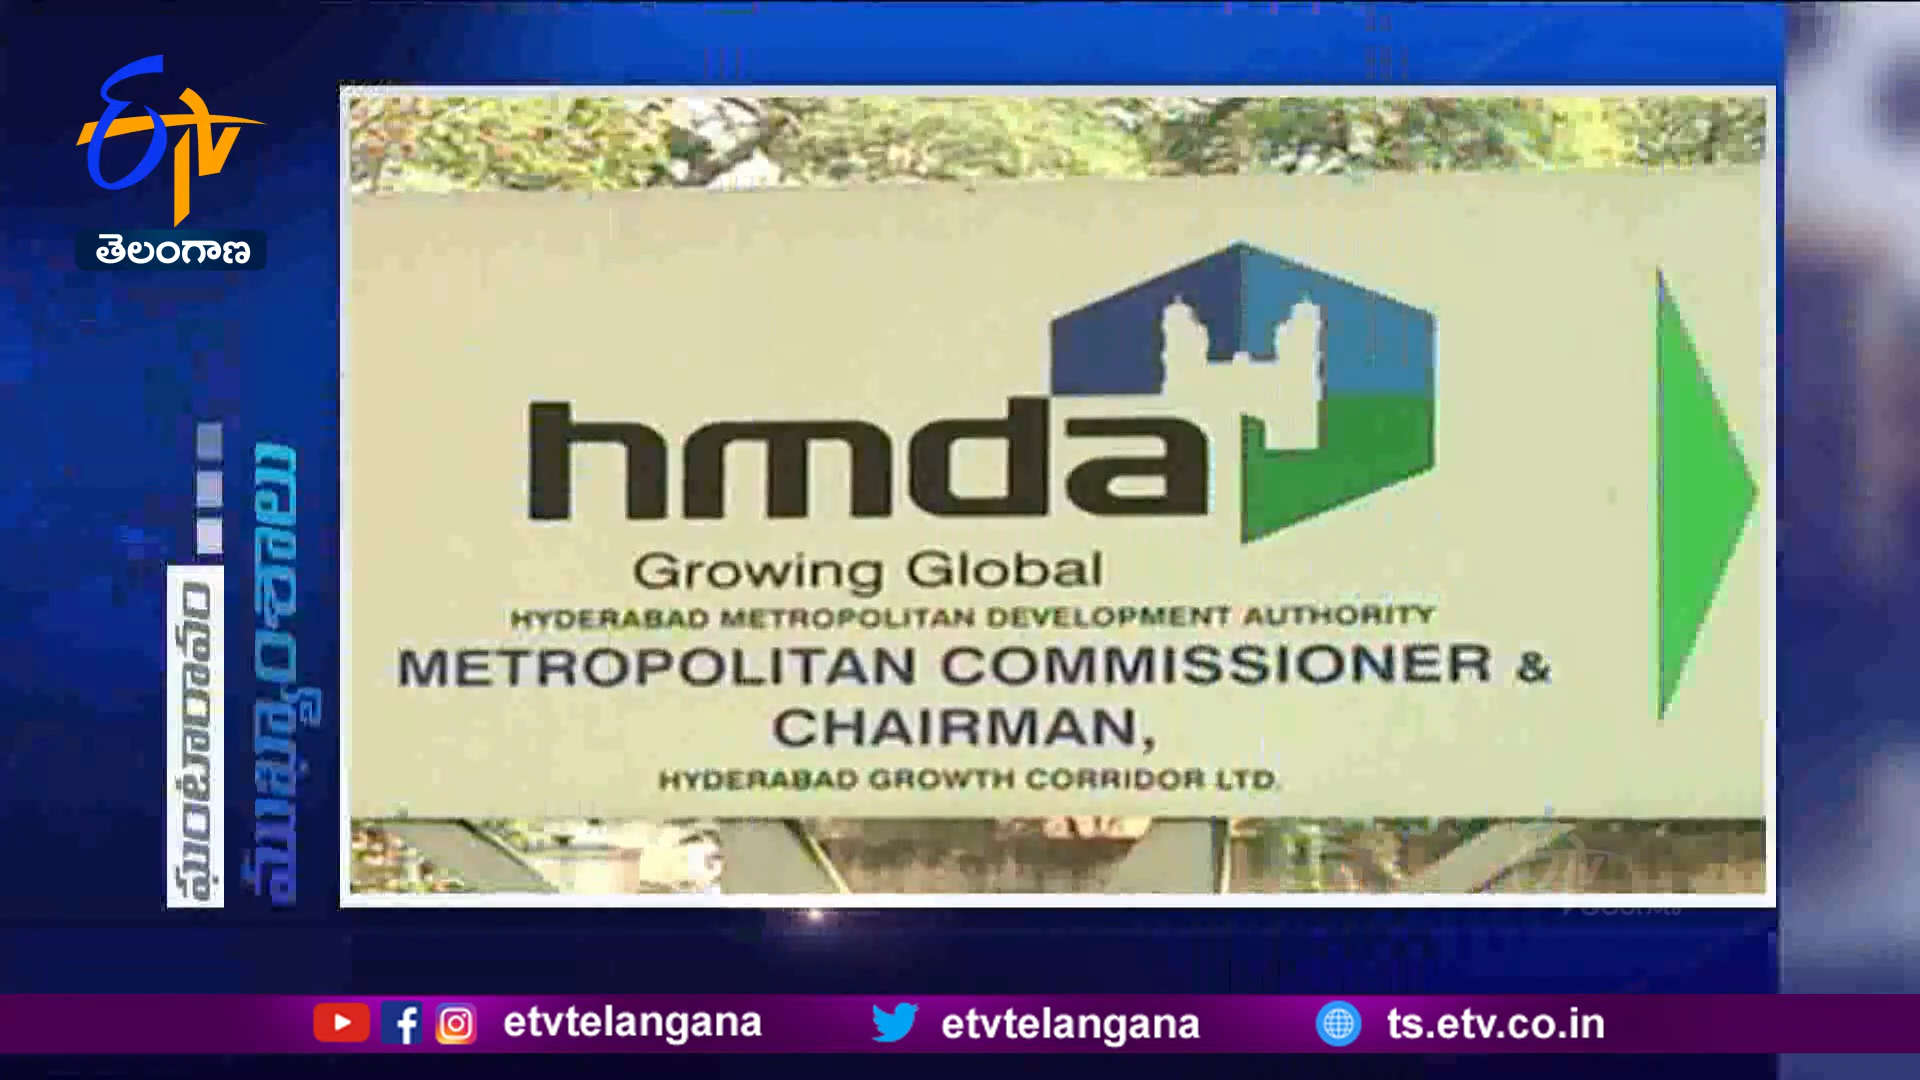 ETV
తెలంగాణ
ఘంటారావం
ముఖ్యాంశాలు
hmda
Growing Global
HYDERABAD METROPOLITAN DEVELOPMENT AUTHORITY
METROPOLITAN COMMISSIONER &
CHAIRMAN,
HYDERABAD GROWTH CORRIDOR LTD.
etvtelangana
etvtelangana
ts.etv.co.in